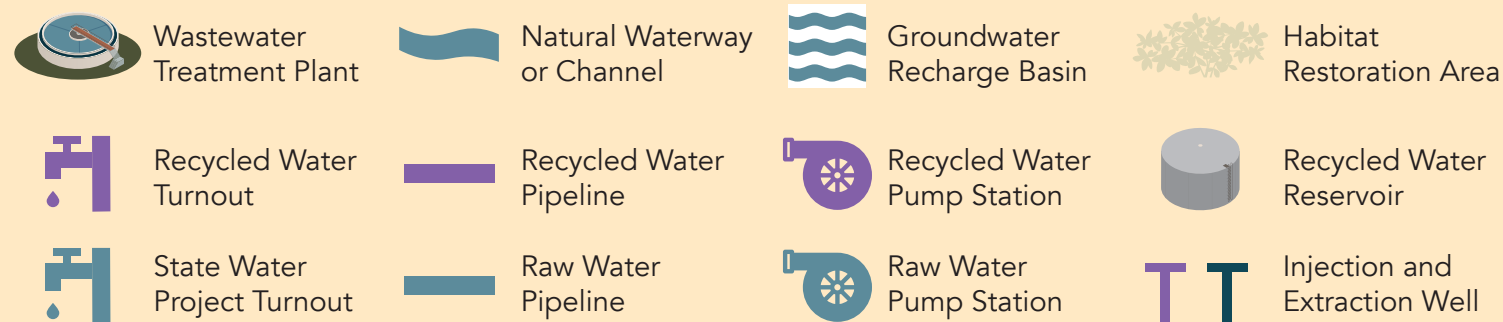 Wastewater
Treatment Plant
Natural Waterway
or Channel
Groundwater
Recharge Basin
Habitat
Restoration Area
Recycled Water
Turnout
Recycled Water
Pipeline
Recycled Water
Pump Station
Recycled Water
Reservoir
State Water
Project Turnout
Raw Water
Pipeline
Raw Water
Pump Station
Injection and
Extraction Well